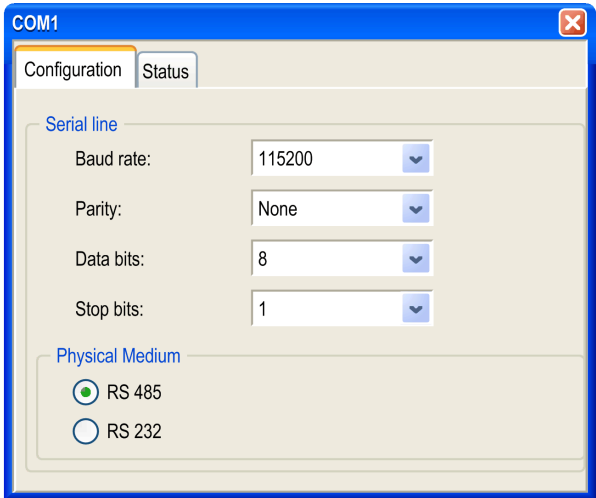 COM1
Configuration Status
Serial line
Baud rate: 115200
Parity: None
Data bits: 8
Stop bits: 1
Physical Medium
RS 485
RS 232